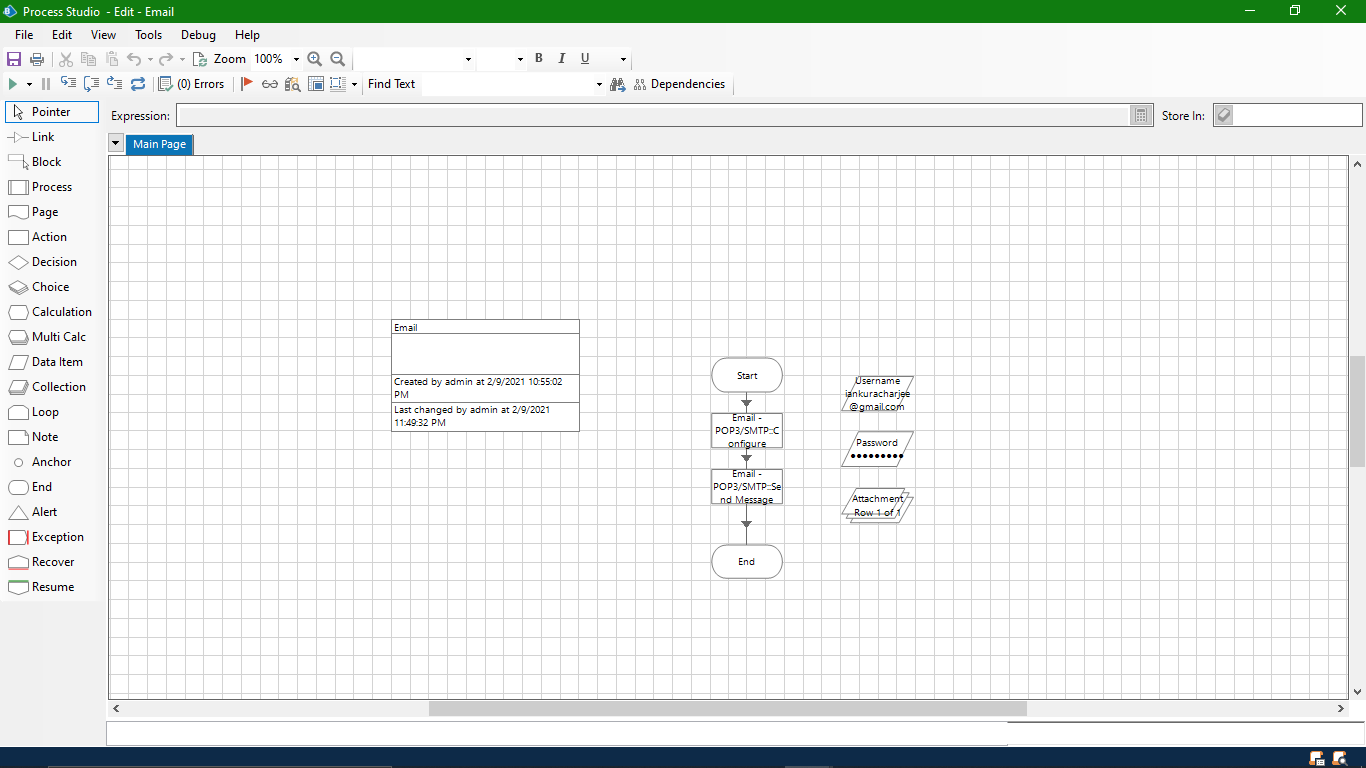 Process Studio - Edit - Email
File Edit View Tools Debug Help
Zoom 100% B I U
(0) Errors Find Text Dependencies
Pointer
Link
Block
Process
Page
Action
Decision
Choice
Calculation
Multi Calc
Data Item
Collection
Loop
Note
Anchor
End
Alert
Exception
Recover
Resume
Expression: Store In:
Main Page
Email
Created by admin at 2/9/2021 10:55:02
PM
Last changed by admin at 2/9/2021
11:49:32 PM
Start
Email -
POP3/SMTP::C
onfigure
Email -
POP3/SMTP::Se
nd Message
End
Username
iankuracharjee
@gmail.com
Password
•••••••••
Attachment
Row 1 of 1